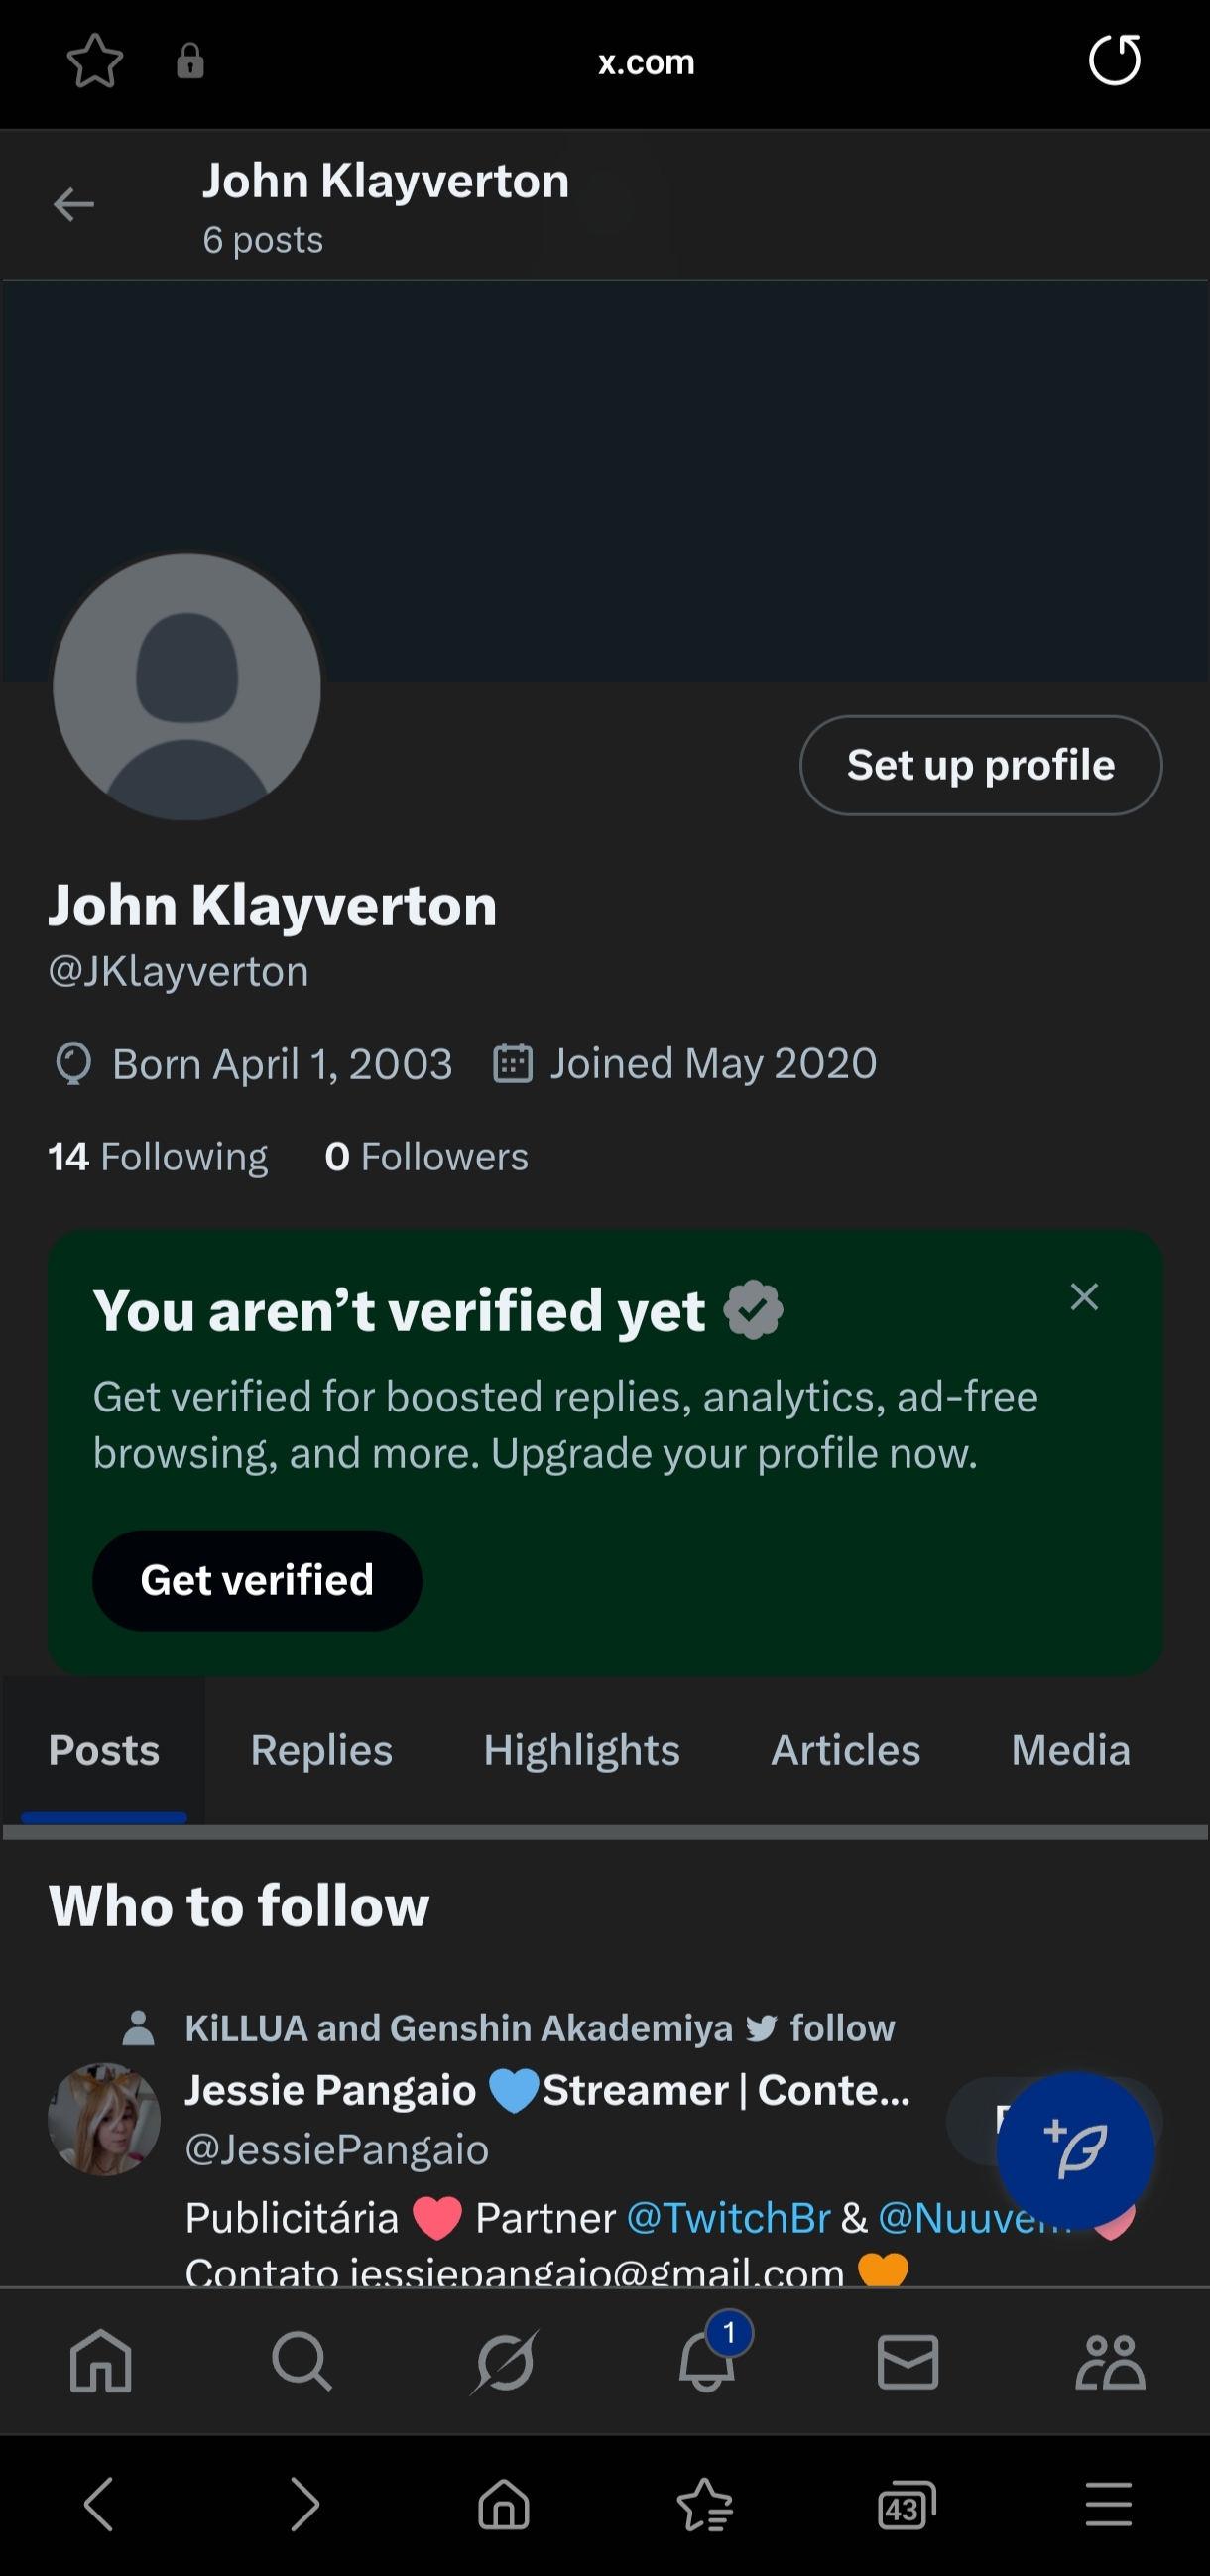 x.com
John Klayverton
6 posts
Set up profile
John Klayverton
@JKlayverton
Born April 1, 2003 Joined May 2020
14 Following 0 Followers
You aren’t verified yet
Get verified for boosted replies, analytics, ad-free
browsing, and more. Upgrade your profile now.
Get verified
Posts Replies Highlights Articles Media
Who to follow
KiLLUA and Genshin Akademiya follow
Jessie Pangaio 💙Streamer | Conte...
@JessiePangaio
Publicitária ❤️ Partner @TwitchBr &
Contato jessiepangaio@gmail.com 🧡
1
43